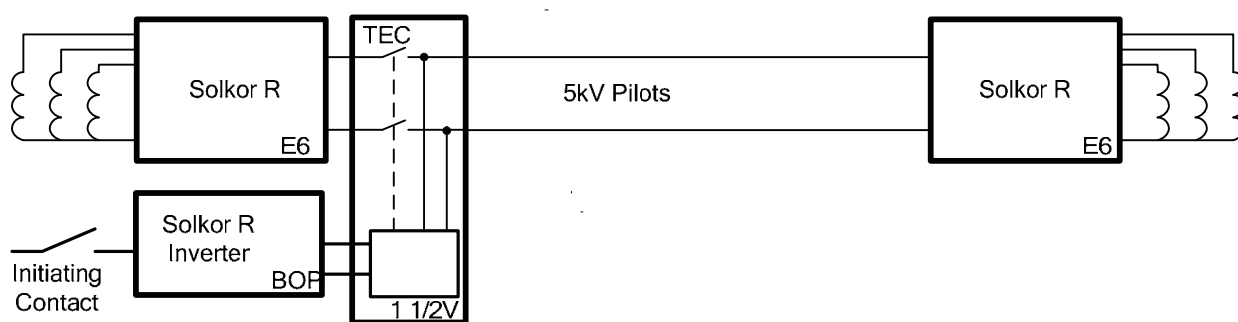 TEC
Solkor R
E6
5kV Pilots
Solkor R
E6
Initiating
Contact
Solkor R
Inverter
BOP
1 1/2V